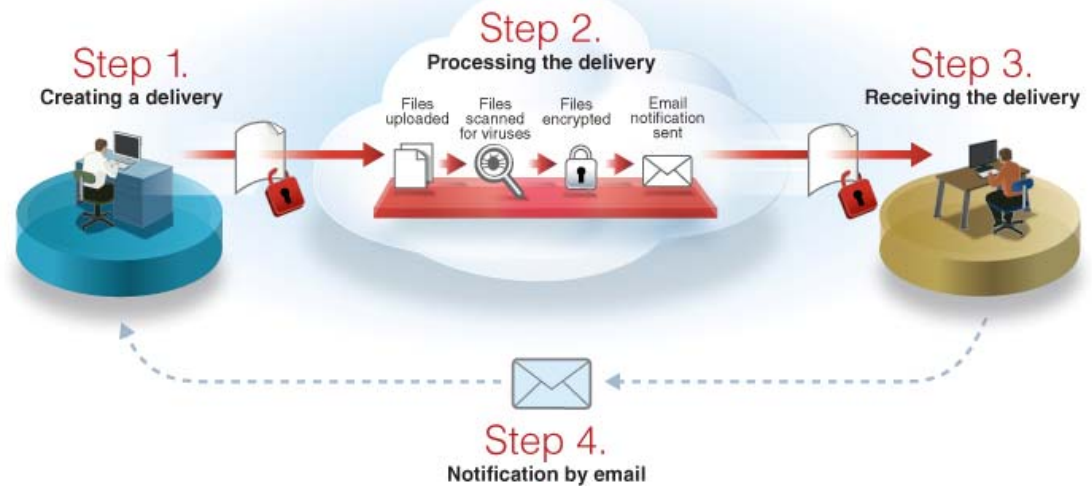 Step 1.
Creating a delivery
Step 2.
Processing the delivery
Files
uploaded
Files
scanned
for viruses
Files
encrypted
Email
notification
sent
Step 3.
Receiving the delivery
Step 4.
Notification by email